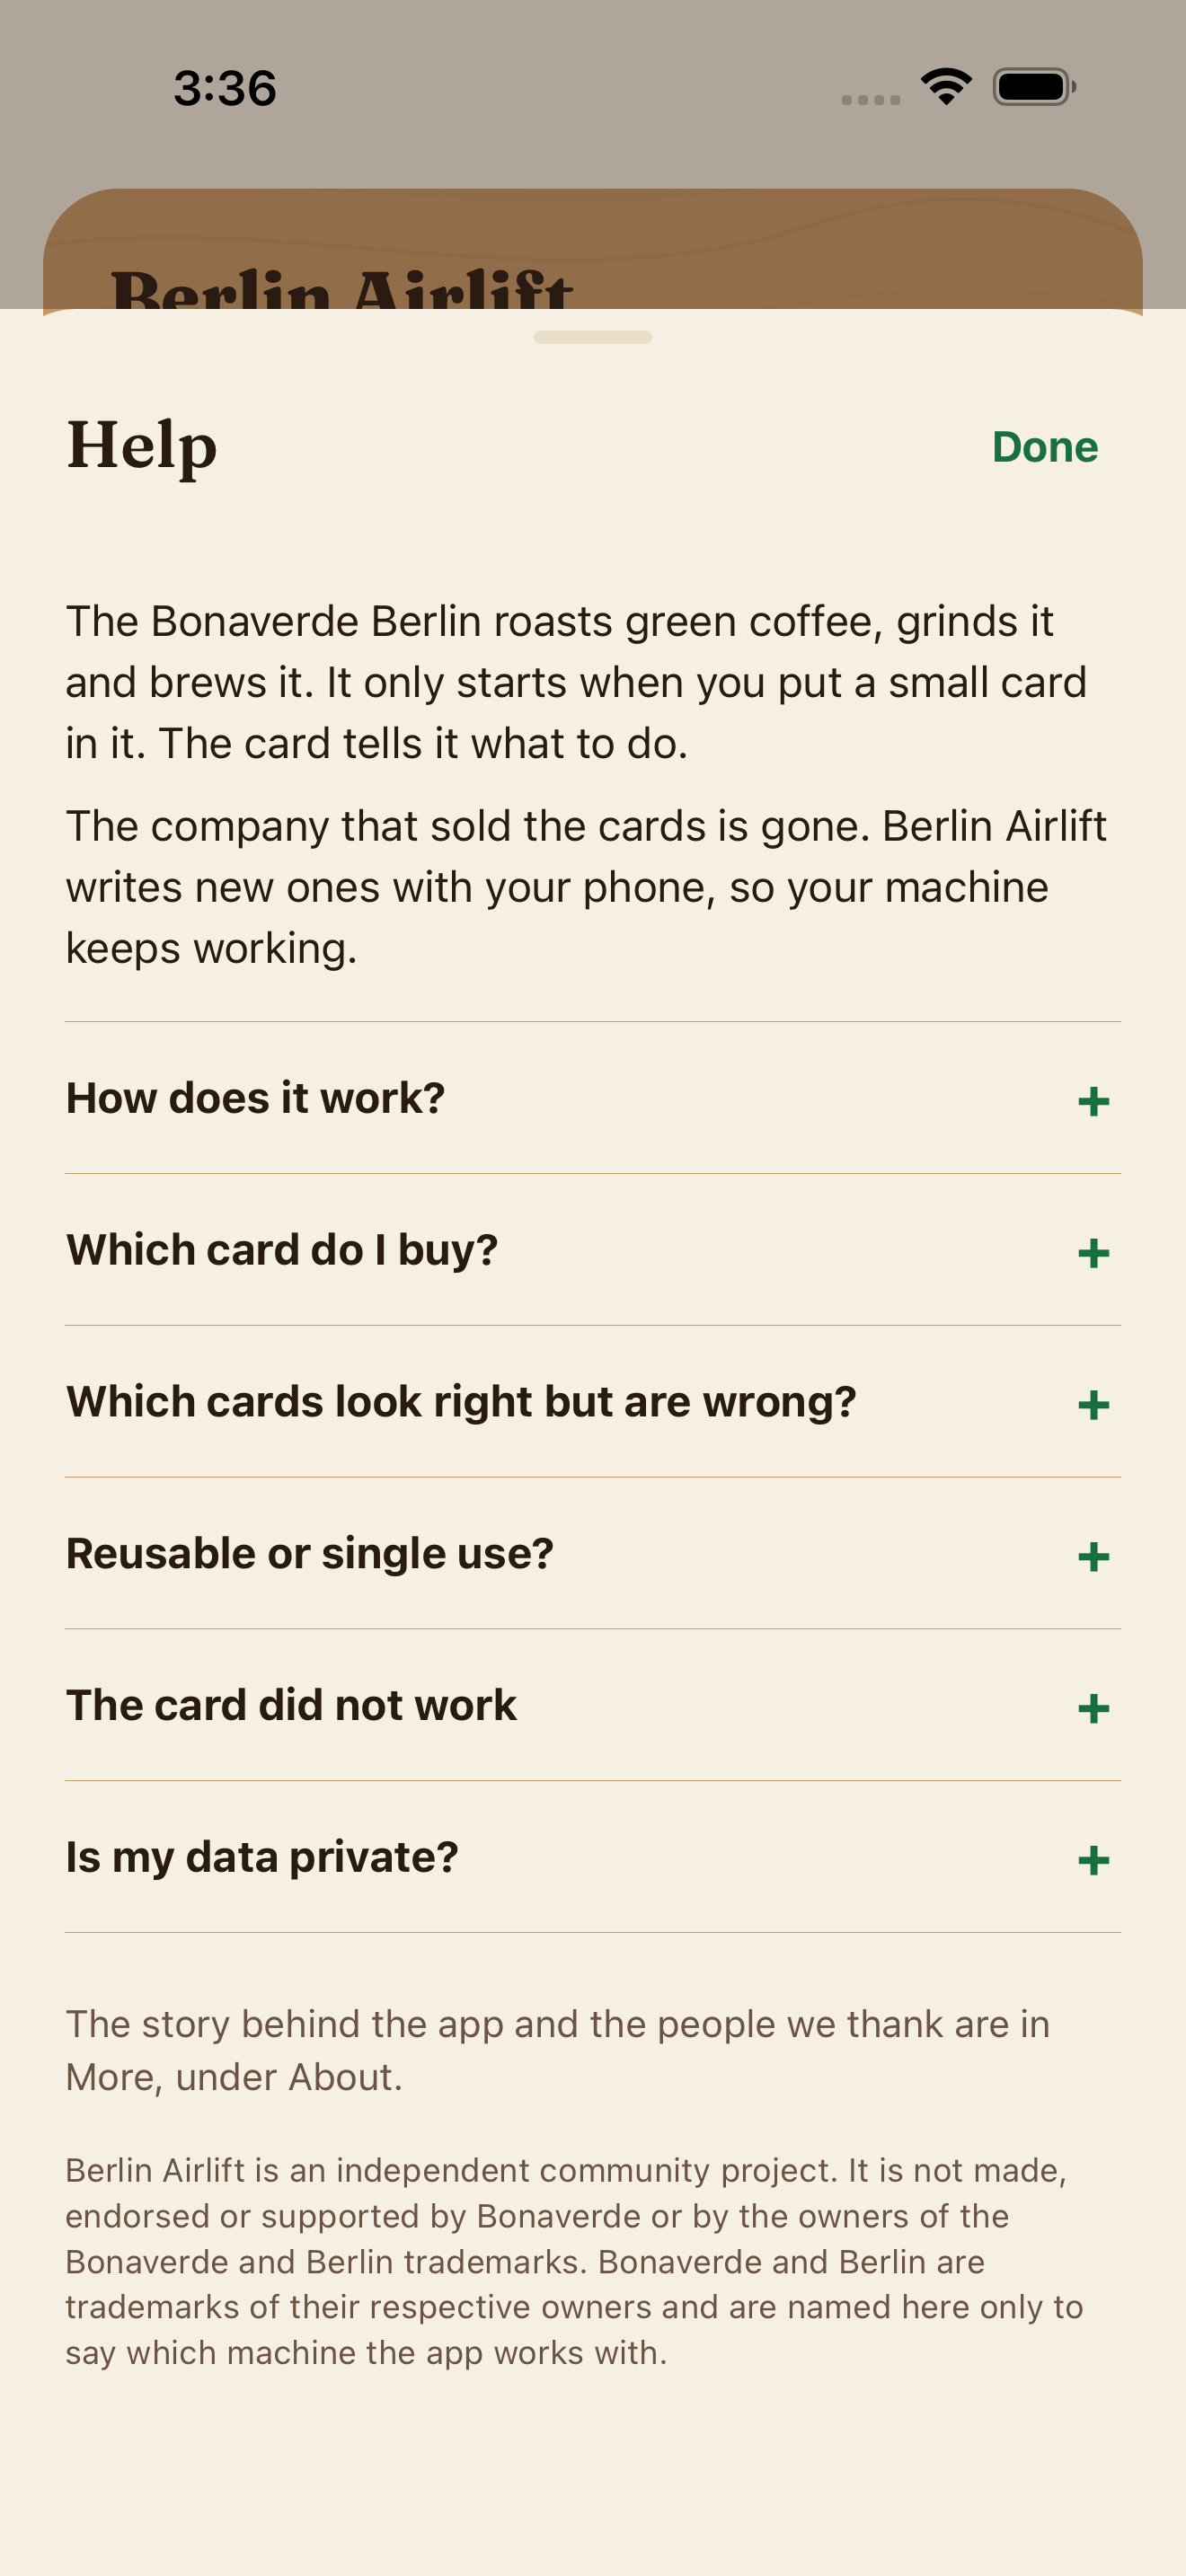 3:36
Berlin Airlift
Help
Done
The Bonaverde Berlin roasts green coffee, grinds it
and brews it. It only starts when you put a small card
in it. The card tells it what to do.
The company that sold the cards is gone. Berlin Airlift
writes new ones with your phone, so your machine
keeps working.
How does it work?
+
Which card do I buy?
+
Which cards look right but are wrong?
+
Reusable or single use?
+
The card did not work
+
Is my data private?
+
The story behind the app and the people we thank are in
More, under About.
Berlin Airlift is an independent community project. It is not made,
endorsed or supported by Bonaverde or by the owners of the
Bonaverde and Berlin trademarks. Bonaverde and Berlin are
trademarks of their respective owners and are named here only to
say which machine the app works with.